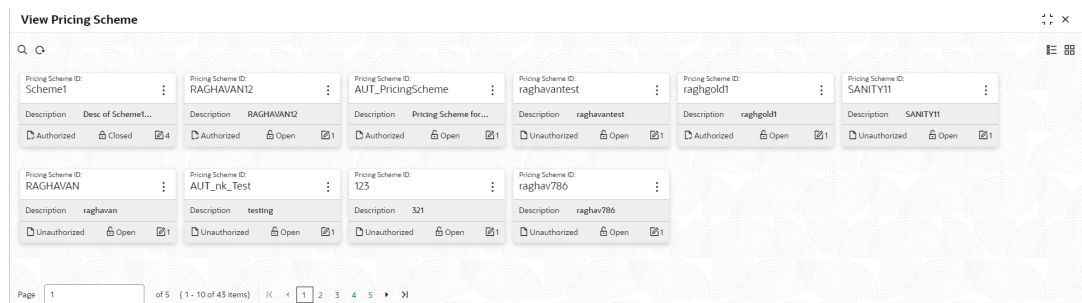 View Pricing Scheme
Pricing Scheme ID: Pricing Scheme ID: Pricing Scheme ID: Pricing Scheme ID: Pricing Scheme ID: Pricing Scheme ID:
Scheme1 RAGHAVAN12 AUT_PricingScheme raghavantest raghgold1 SANITY11
Description Desc of Scheme1... Description RAGHAVAN12 Description Pricing Scheme for... Description raghavantest Description raghgold1 Description SANITY11
Authorized Closed 4 Authorized Open 1 Authorized Open 1 Unauthorized Open 1 Authorized Open 1 Unauthorized Open 1
Pricing Scheme ID: Pricing Scheme ID: Pricing Scheme ID: Pricing Scheme ID:
RAGHAVAN AUT_nk_Test 123 raghav786
Description raghavan Description testing Description 321 Description raghav786
Unauthorized Open 1 Unauthorized Open 1 Unauthorized Open 1 Unauthorized Open 1
Page 1 of 5 (1 - 10 of 43 items) 1 2 3 4 5